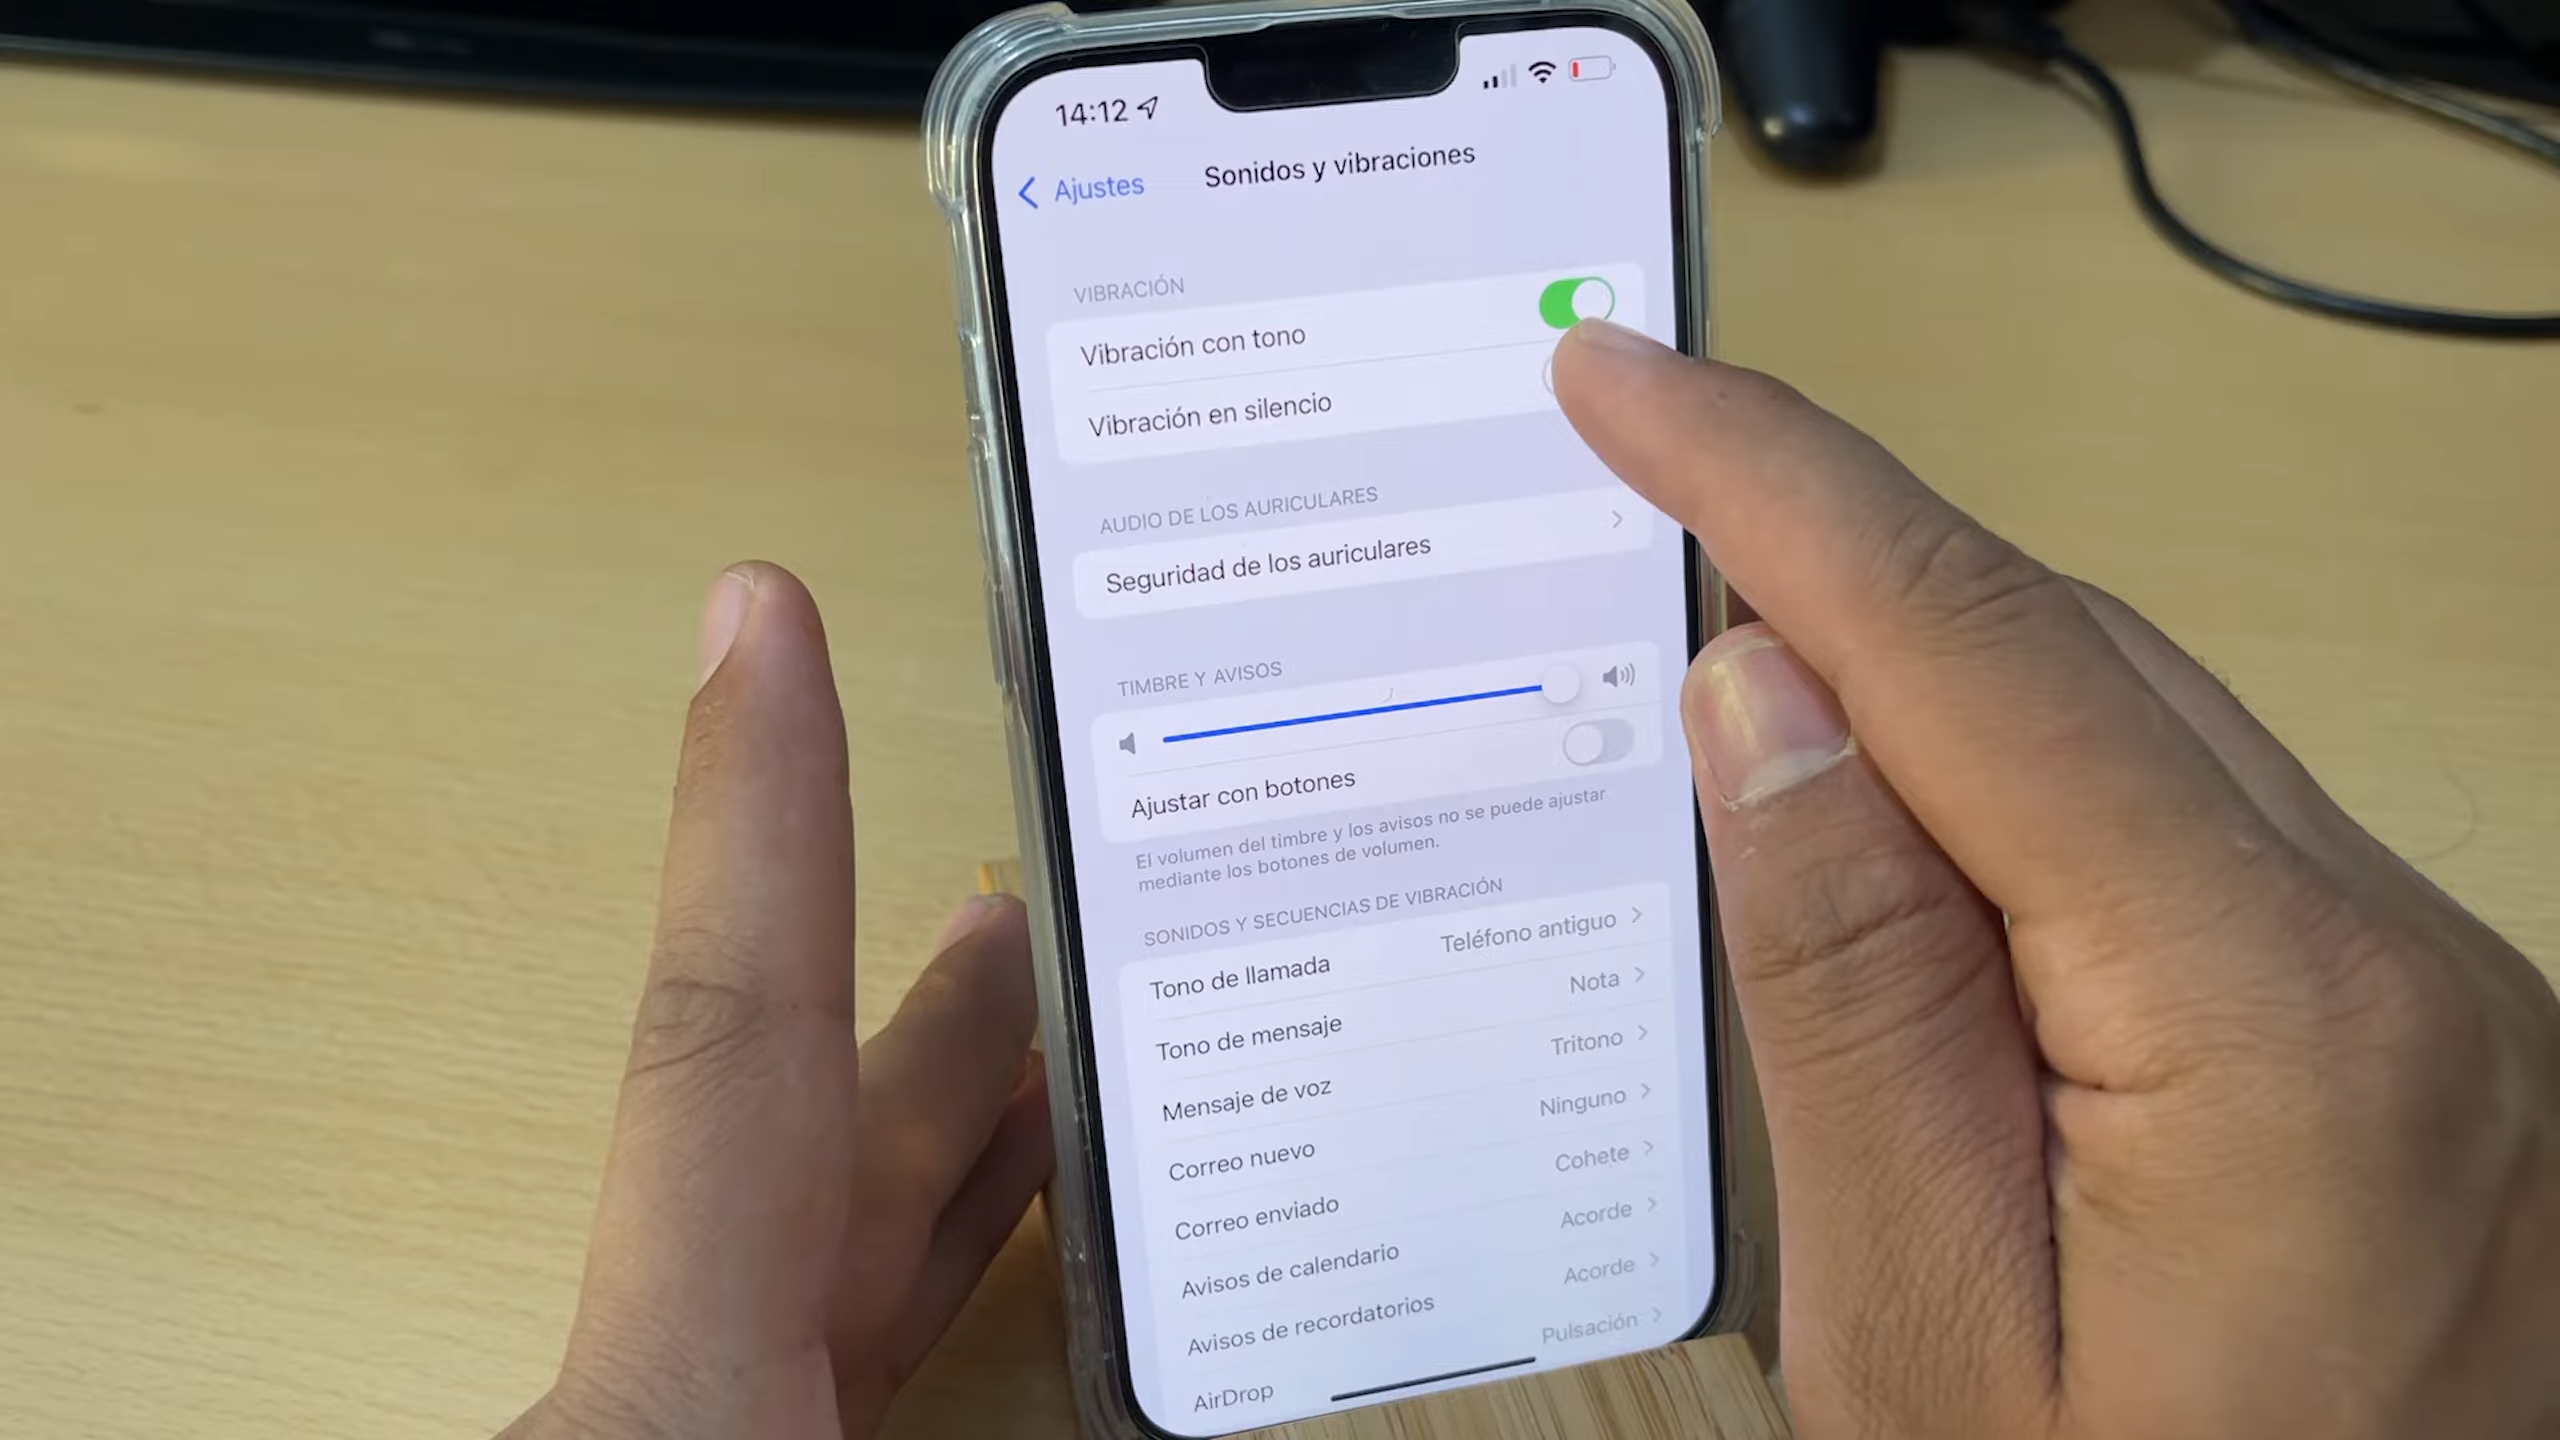 14:12
Ajustes
Sonidos y vibraciones
VIBRACIÓN
Vibración con tono
Vibración en silencio
AUDIO DE LOS AURICULARES
Seguridad de los auriculares
TIMBRE Y AVISOS
Ajustar con botones
El volumen del timbre y los avisos no se puede ajustar
mediante los botones de volumen.
SONIDOS Y SECUENCIAS DE VIBRACIÓN
Tono de llamada Teléfono antiguo
Tono de mensaje Nota
Mensaje de voz Tritono
Correo nuevo Ninguno
Correo enviado Cohete
Avisos de calendario Acorde
Avisos de recordatorios Acorde
AirDrop Pulsación